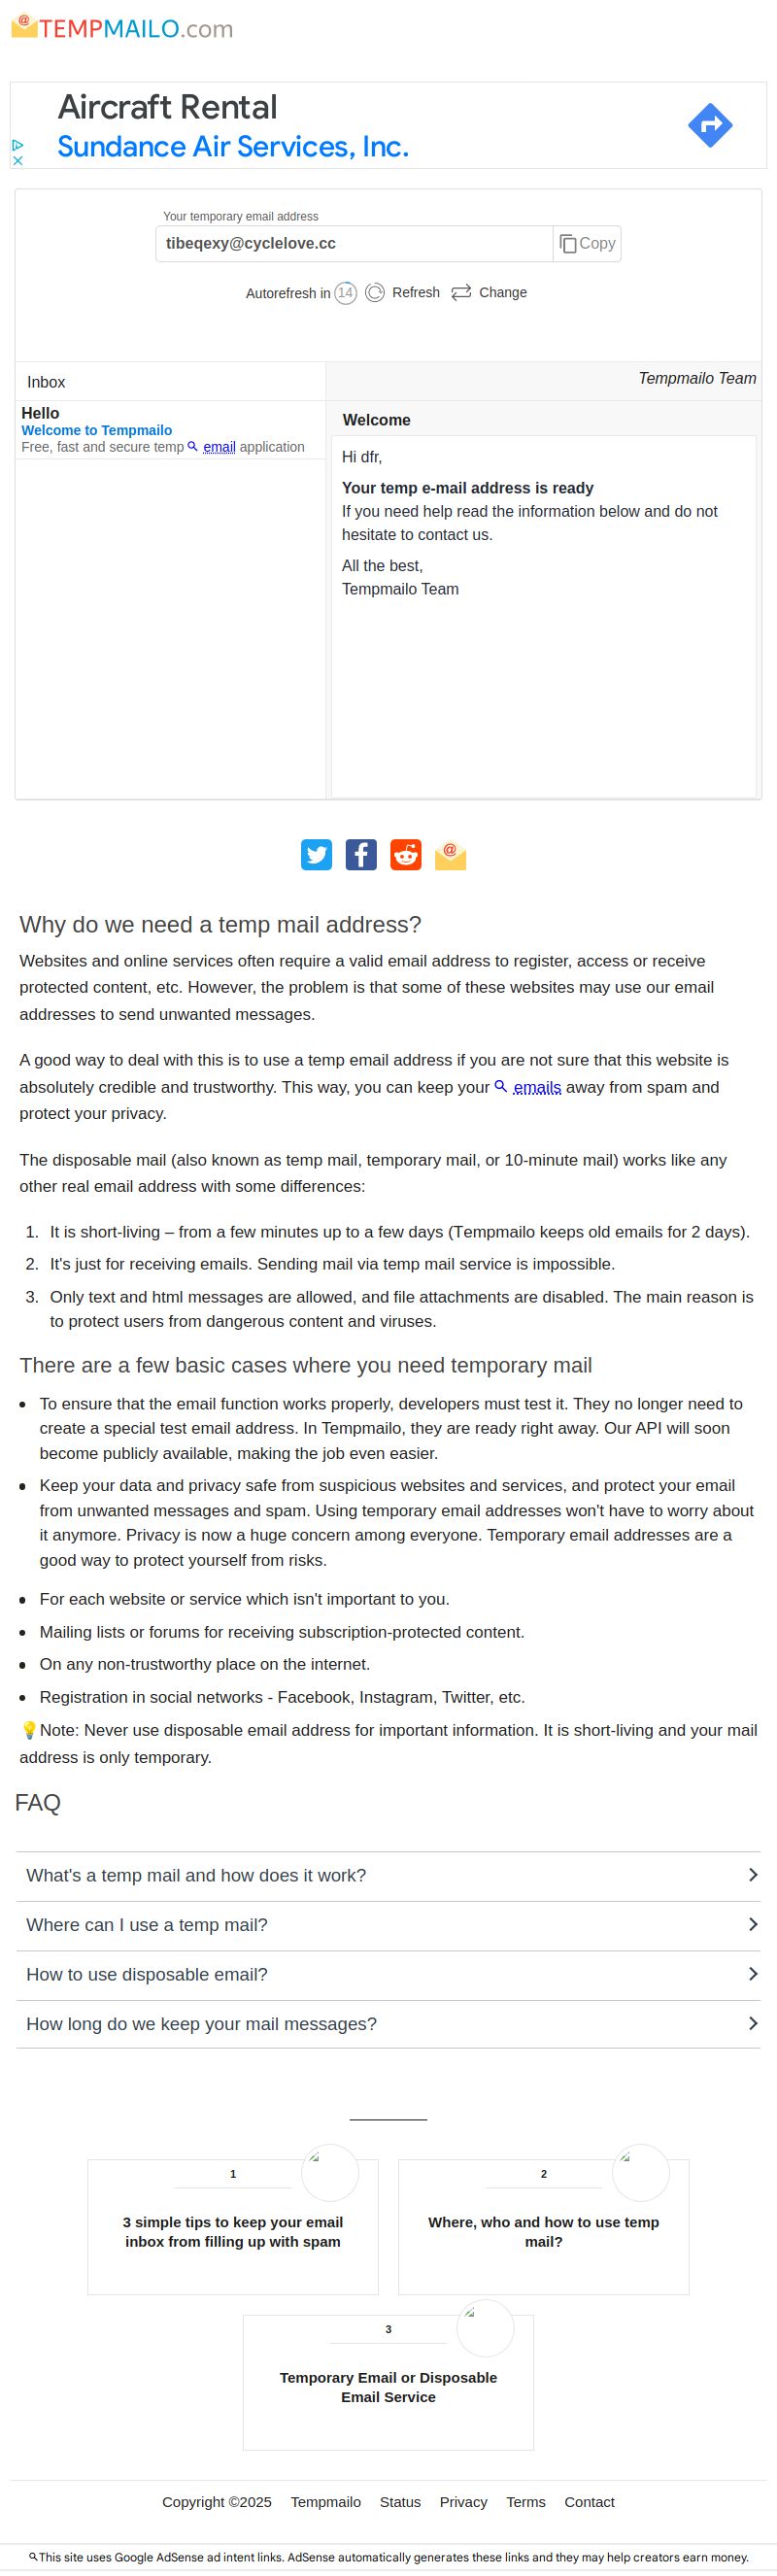 TEMPMAILO.com
Aircraft Rental
Sundance Air Services, Inc.
Your temporary email address
tibeqexy@cyclelove.cc
Copy
Autorefresh in 14 Refresh Change
Inbox
Tempmailo Team
Hello
Welcome to Tempmailo
Free, fast and secure temp email application
Welcome
Hi dfr,
Your temp e-mail address is ready
If you need help read the information below and do not
hesitate to contact us.
All the best,
Tempmailo Team
Why do we need a temp mail address?
Websites and online services often require a valid email address to register, access or receive
protected content, etc. However, the problem is that some of these websites may use our email
addresses to send unwanted messages.
A good way to deal with this is to use a temp email address if you are not sure that this website is
absolutely credible and trustworthy. This way, you can keep your emails away from spam and
protect your privacy.
The disposable mail (also known as temp mail, temporary mail, or 10-minute mail) works like any
other real email address with some differences:
1. It is short-living – from a few minutes up to a few days (Tempmailo keeps old emails for 2 days).
2. It's just for receiving emails. Sending mail via temp mail service is impossible.
3. Only text and html messages are allowed, and file attachments are disabled. The main reason is
to protect users from dangerous content and viruses.
There are a few basic cases where you need temporary mail
• To ensure that the email function works properly, developers must test it. They no longer need to
create a special test email address. In Tempmailo, they are ready right away. Our API will soon
become publicly available, making the job even easier.
• Keep your data and privacy safe from suspicious websites and services, and protect your email
from unwanted messages and spam. Using temporary email addresses won't have to worry about
it anymore. Privacy is now a huge concern among everyone. Temporary email addresses are a
good way to protect yourself from risks.
• For each website or service which isn't important to you.
• Mailing lists or forums for receiving subscription-protected content.
• On any non-trustworthy place on the internet.
• Registration in social networks - Facebook, Instagram, Twitter, etc.
💡Note: Never use disposable email address for important information. It is short-living and your mail
address is only temporary.
FAQ
What's a temp mail and how does it work?
Where can I use a temp mail?
How to use disposable email?
How long do we keep your mail messages?
1
3 simple tips to keep your email
inbox from filling up with spam
2
Where, who and how to use temp
mail?
3
Temporary Email or Disposable
Email Service
Copyright ©2025 Tempmailo Status Privacy Terms Contact
This site uses Google AdSense ad intent links. AdSense automatically generates these links and they may help creators earn money.